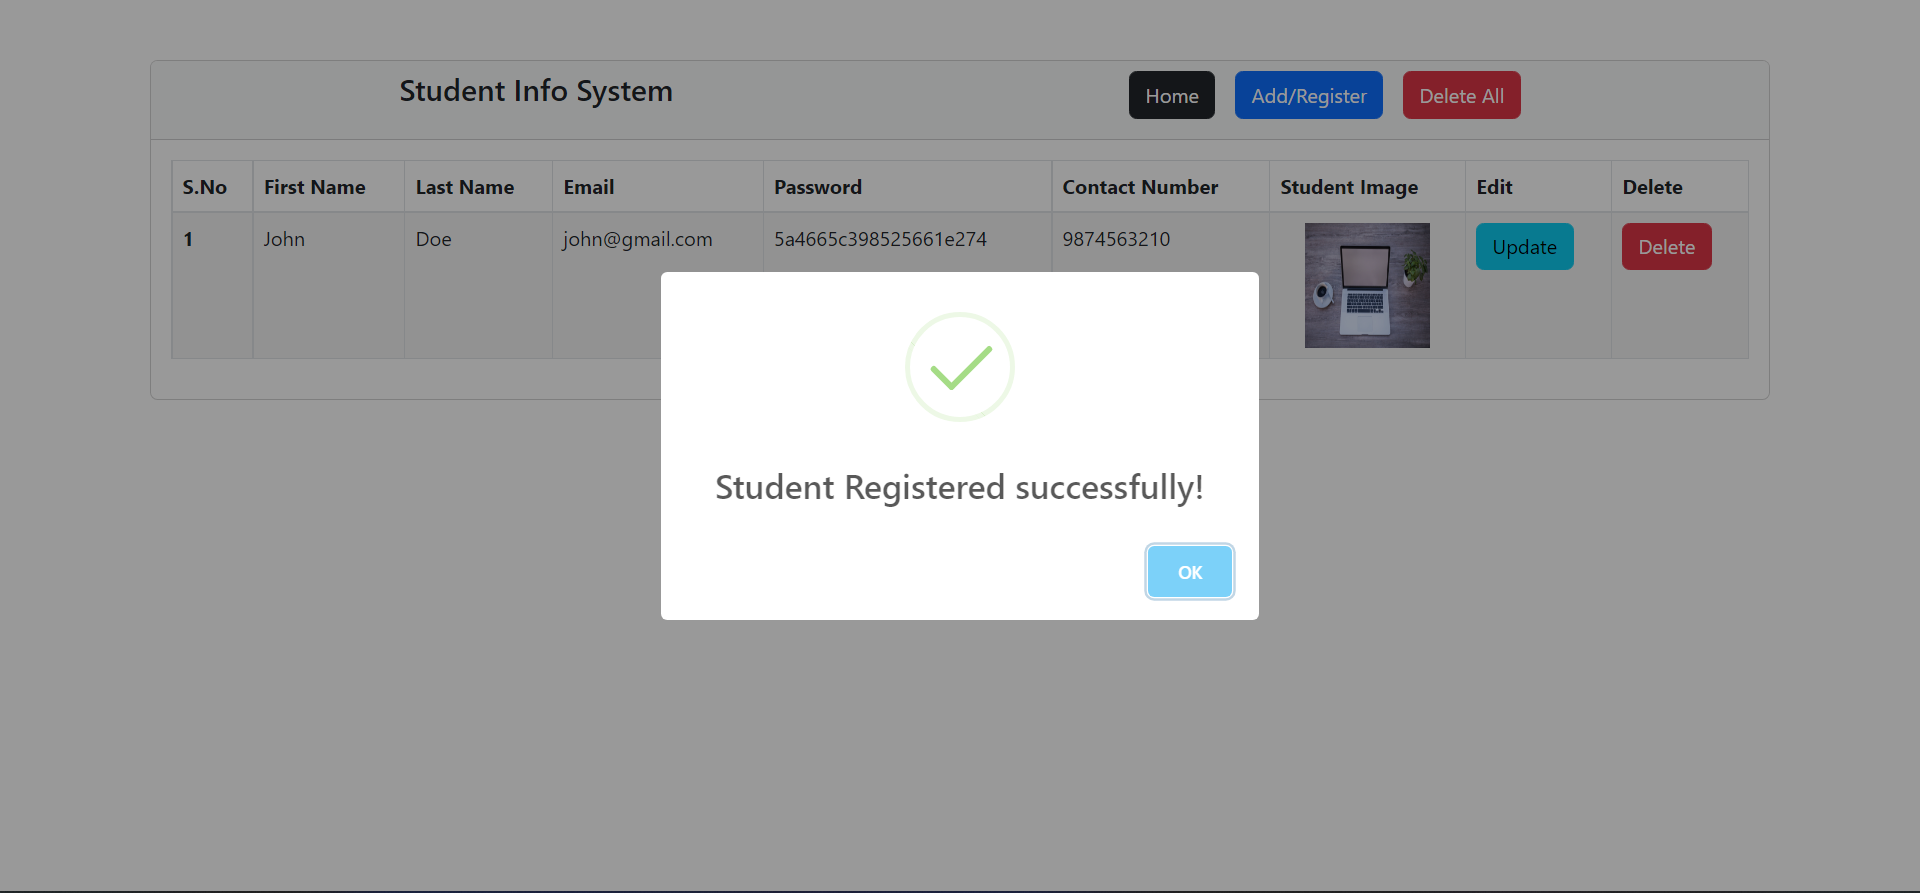 Student Info System
Home Add/Register Delete All
S.No First Name Last Name Email Password Contact Number Student Image Edit Delete
1 John Doe john@gmail.com 5a4665c398525661e274 9874563210 Update Delete
Student Registered successfully!
OK